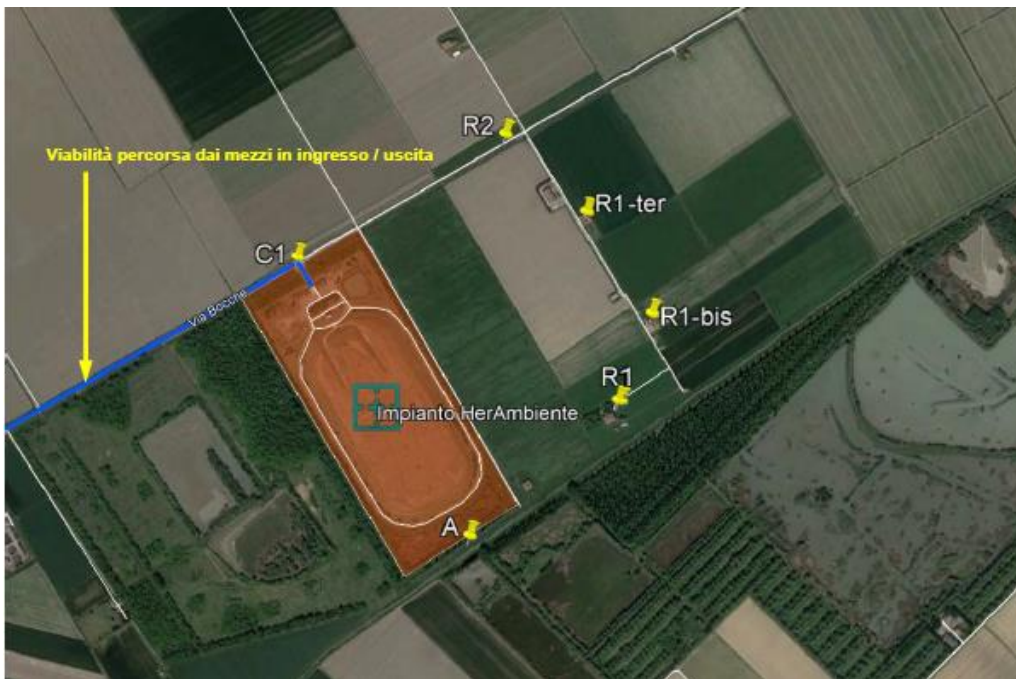 R2
Viabilità percorsa dai mezzi in ingresso / uscita
R1-ter
C1
Via Bocche
R1-bis
R1
Impianto HerAmbiente
A